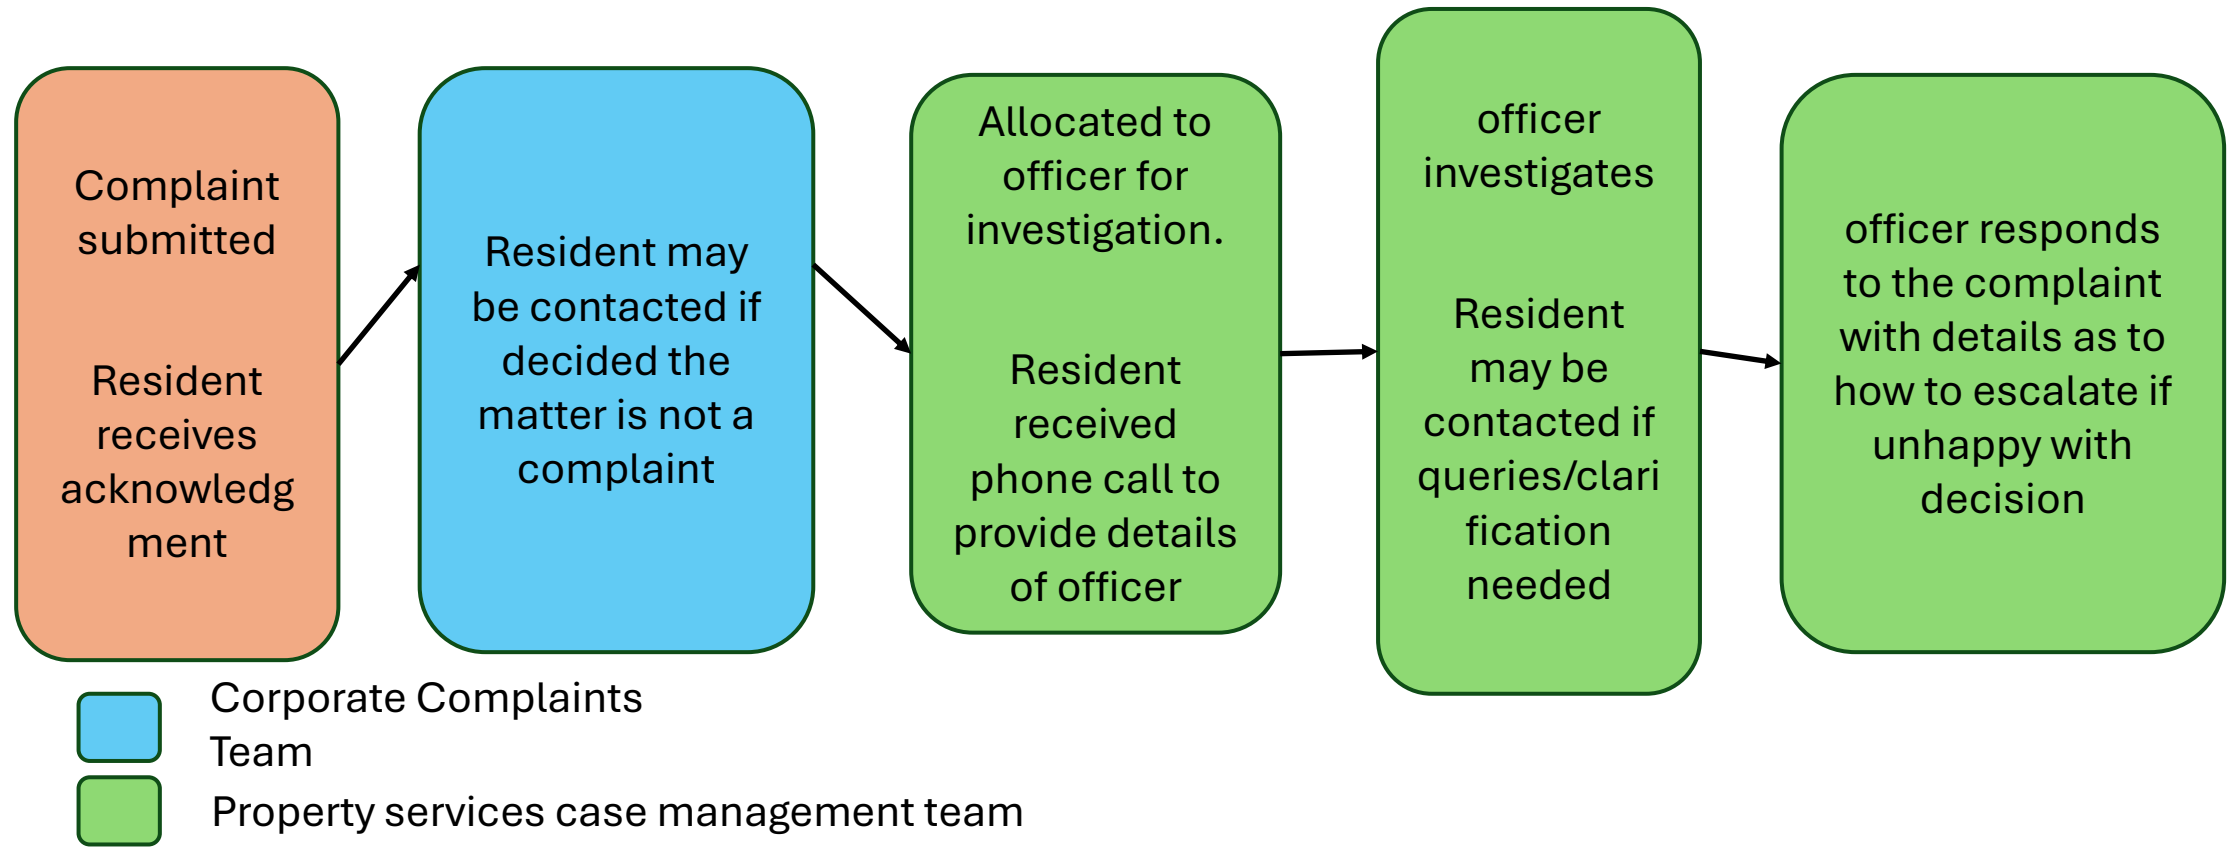 Complaint
submitted
Resident
receives
acknowledg
ment
Resident may
be contacted if
decided the
matter is not a
complaint
Allocated to
officer for
investigation.
Resident
received
phone call to
provide details
of officer
officer
investigates
Resident
may be
contacted if
queries/clari
fication
needed
officer responds
to the complaint
with details as to
how to escalate if
unhappy with
decision
Corporate Complaints
Team
Property services case management team